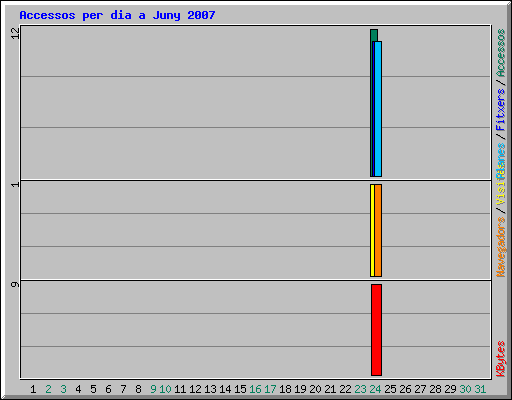 Accessos per dia a Juny 2007
12
1
9
Navegadors / Visites
Pàgines / Fitxers / Accessos
KBytes
1 2 3 4 5 6 7 8 9 10 11 12 13 14 15 16 17 18 19 20 21 22 23 24 25 26 27 28 29 30 31